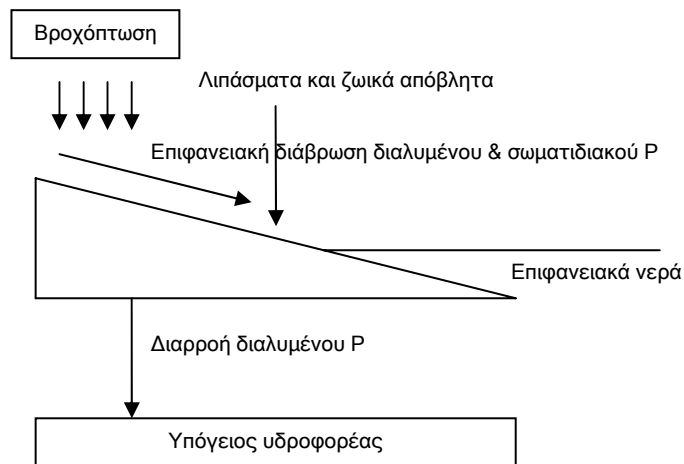 Βροχόπτωση
Λιπάσματα και ζωικά απόβλητα
Επιφανειακή διάβρωση διαλυμένου & σωματιδιακού P
Επιφανειακά νερά
Διαρροή διαλυμένου P
Υπόγειος υδροφορέας